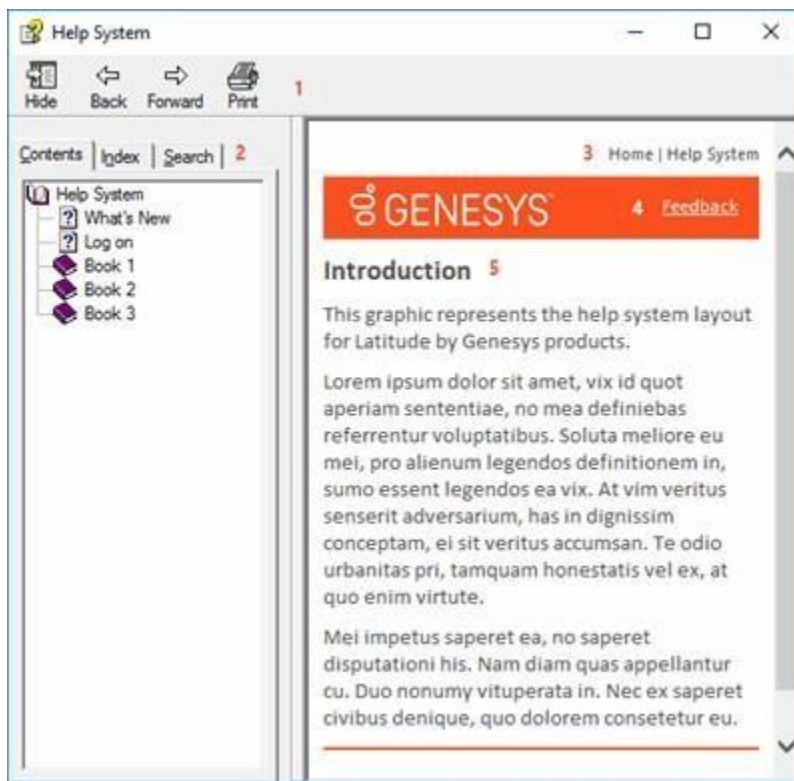 Help System
Hide Back Forward Print 1
Contents Index Search 2
Help System
What's New
Log on
Book 1
Book 2
Book 3
3 Home | Help System
GENESYS 4 Feedback
Introduction 5
This graphic represents the help system layout
for Latitude by Genesys products.
Lorem ipsum dolor sit amet, vix id quot
aperiam sententiae, no mea definiebas
referrentur voluptatibus. Soluta meliore eu
mei, pro alienum legendos definitionem in,
sumo essent legendos ea vix. At vim veritus
senserit adversarium, has in dignissim
conceptam, ei sit veritus accumsan. Te odio
urbanitas pri, tamquam honestatis vel ex, at
quo enim virtute.
Mei impetus saperet ea, no saperet
disputationi his. Nam diam quas appellantur
cu. Duo nonumy vituperata in. Nec ex saperet
civibus denique, quo dolorem consetetur eu.